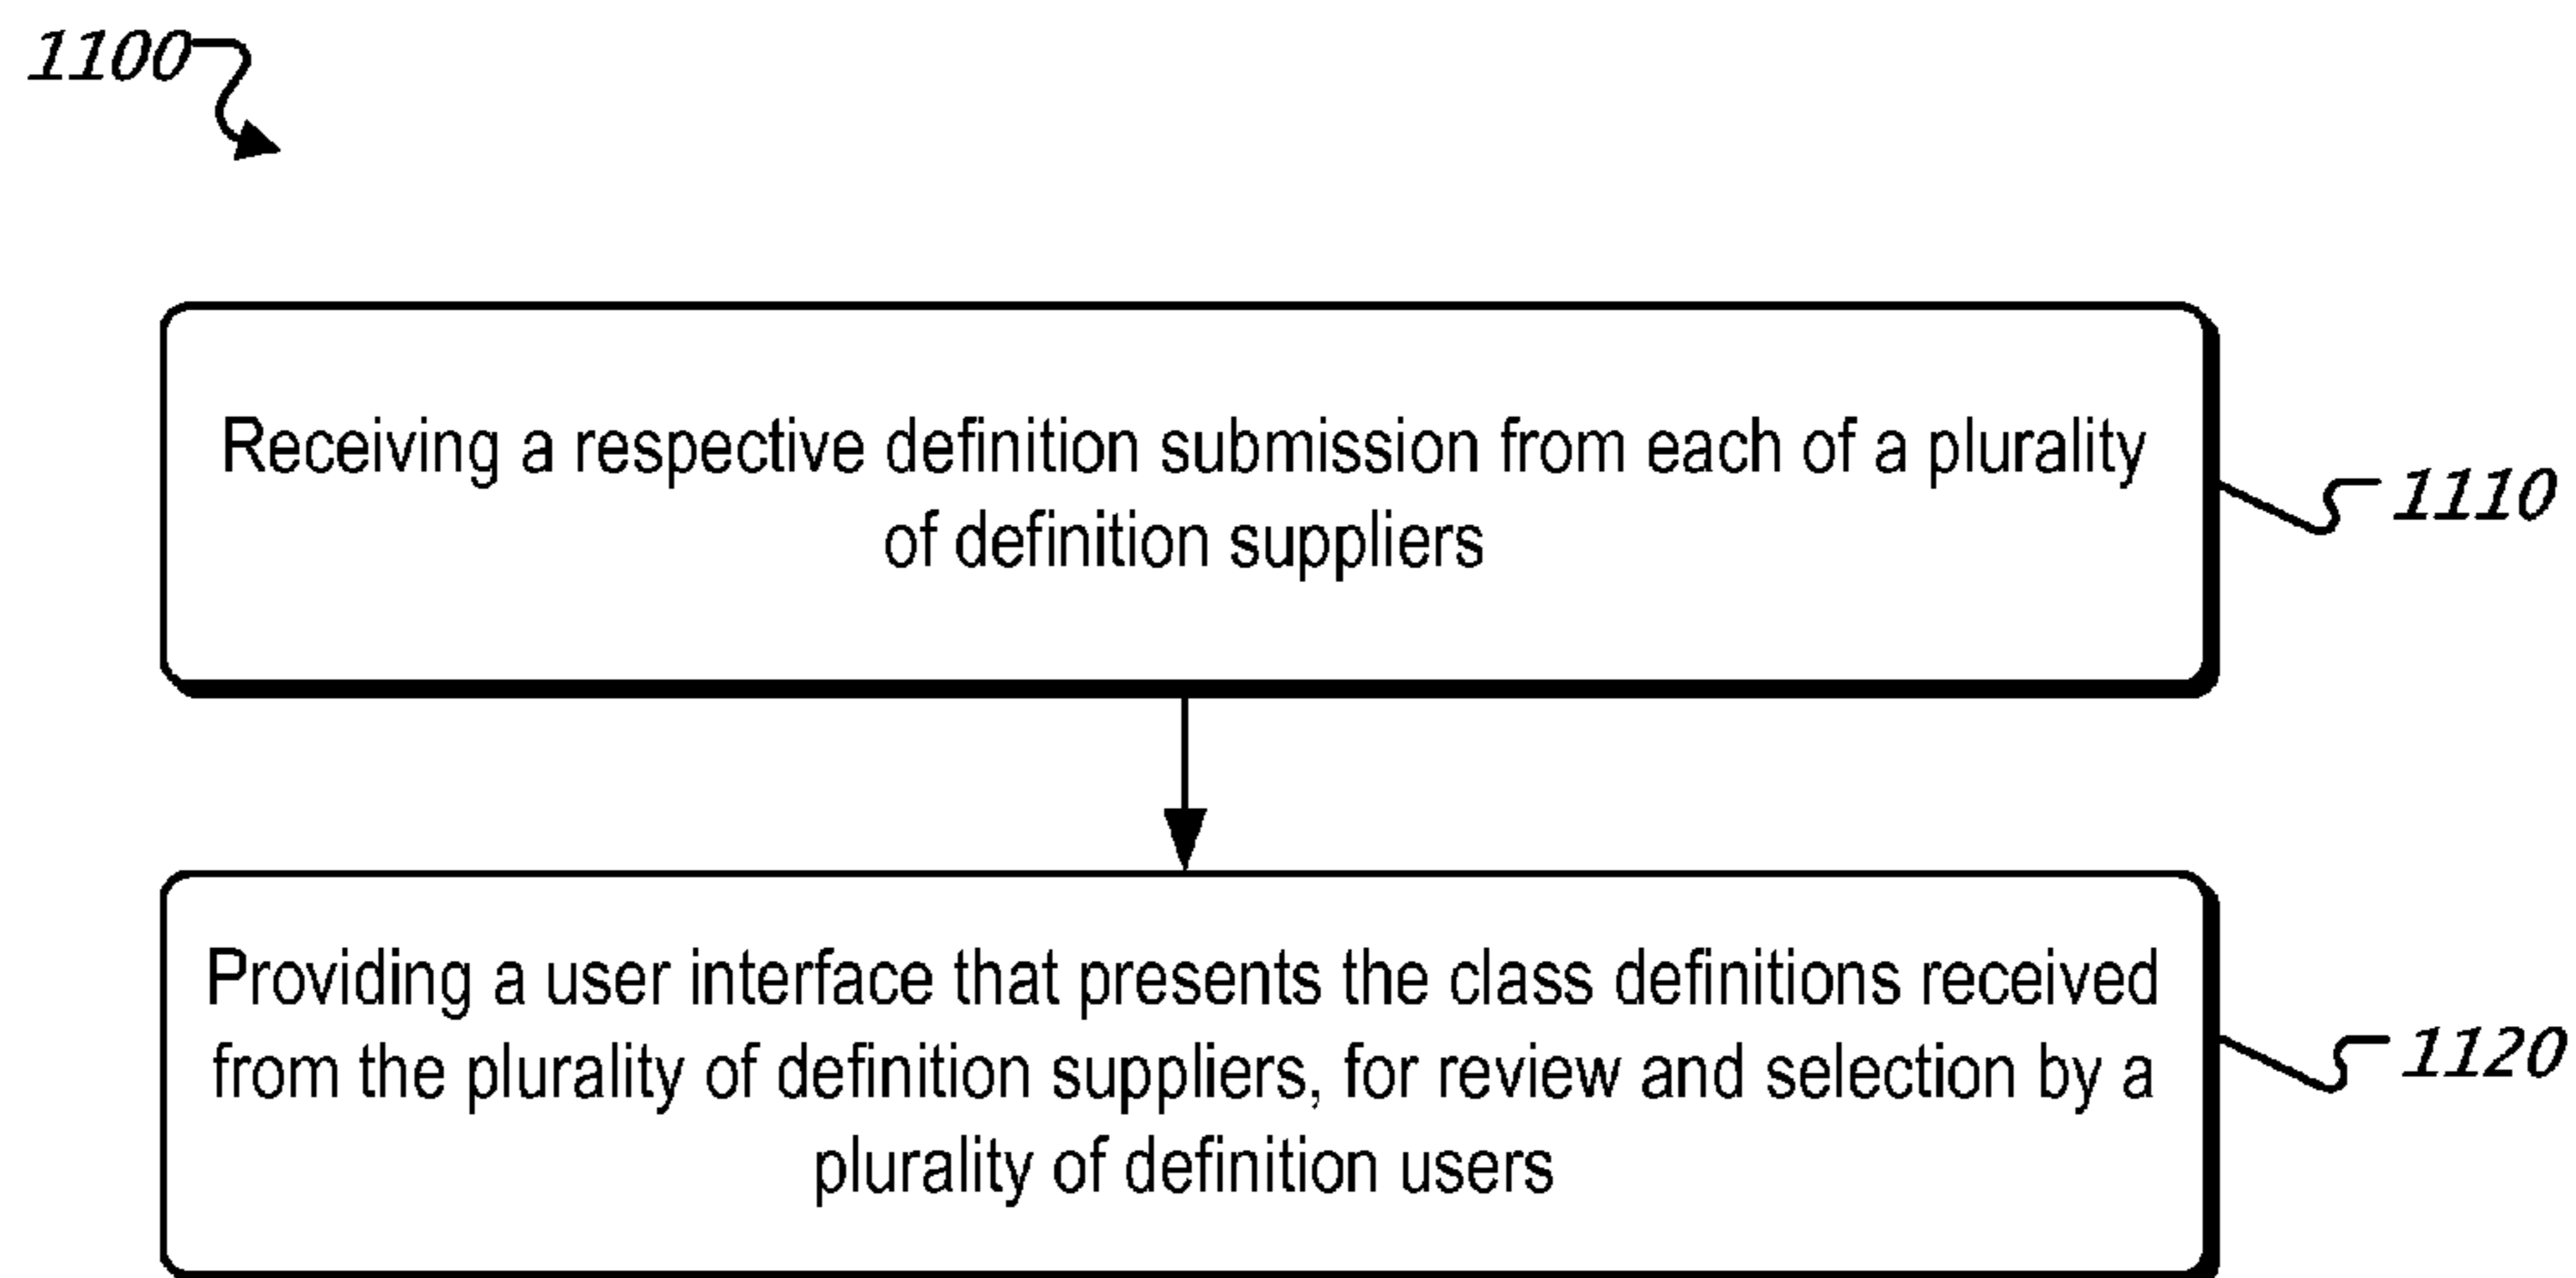 1100
Receiving a respective definition submission from each of a plurality
of definition suppliers
1110
Providing a user interface that presents the class definitions received
from the plurality of definition suppliers, for review and selection by a
plurality of definition users
1120